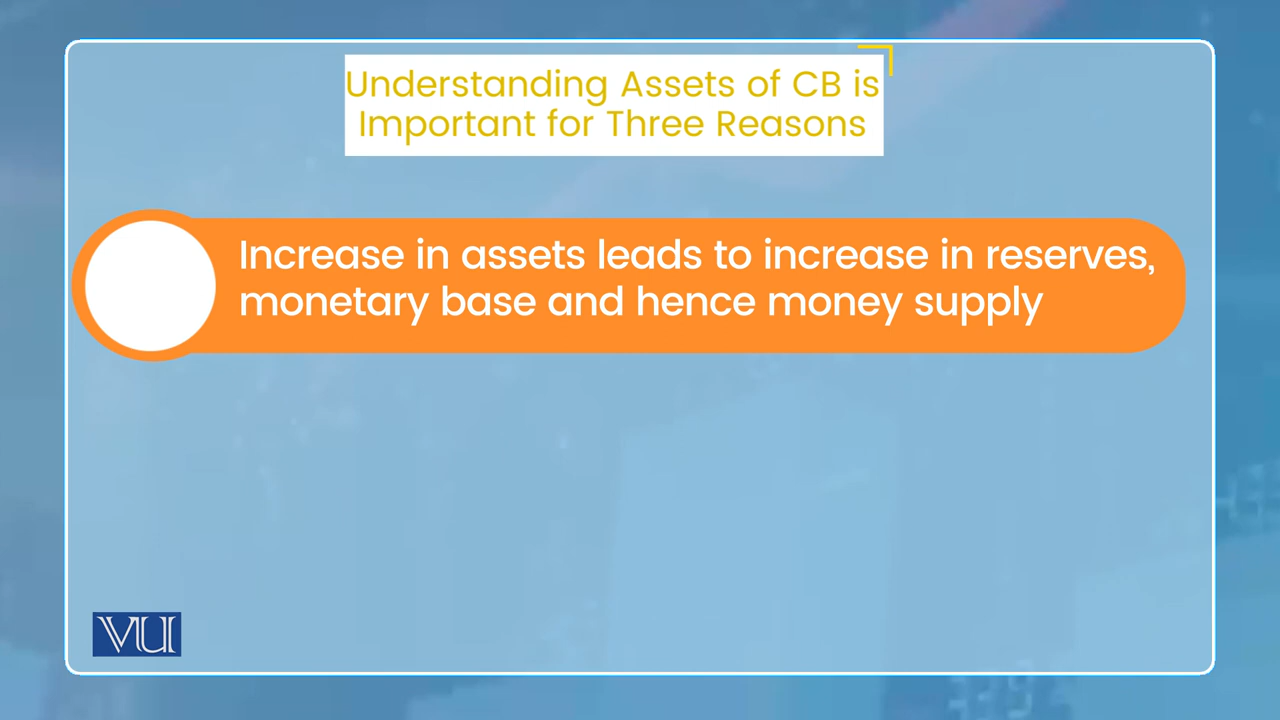 Understanding Assets of CB is
Important for Three Reasons
Increase in assets leads to increase in reserves,
monetary base and hence money supply
VU